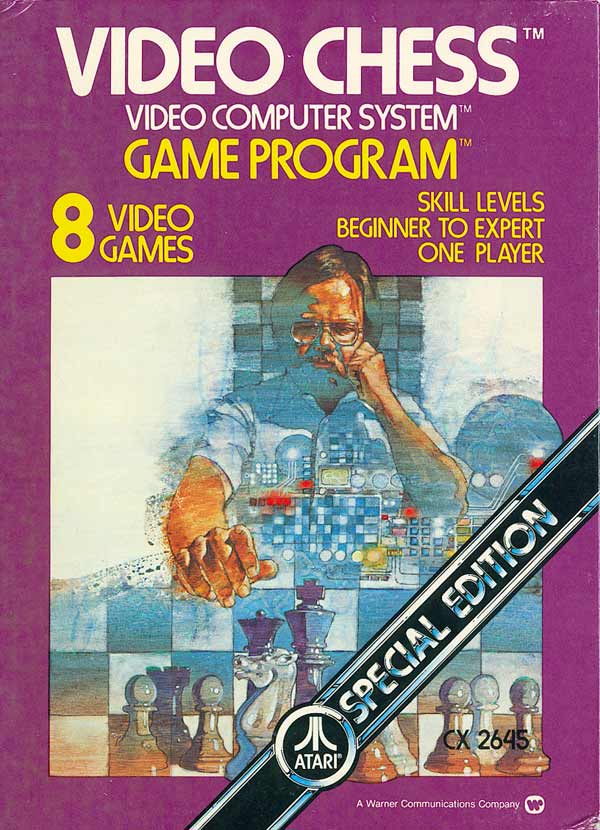 VIDEO CHESS™
VIDEO COMPUTER SYSTEM™
GAME PROGRAM™
8 VIDEO GAMES
SKILL LEVELS
BEGINNER TO EXPERT
ONE PLAYER
SPECIAL EDITION
ATARI®
CX 2645
A Warner Communications Company